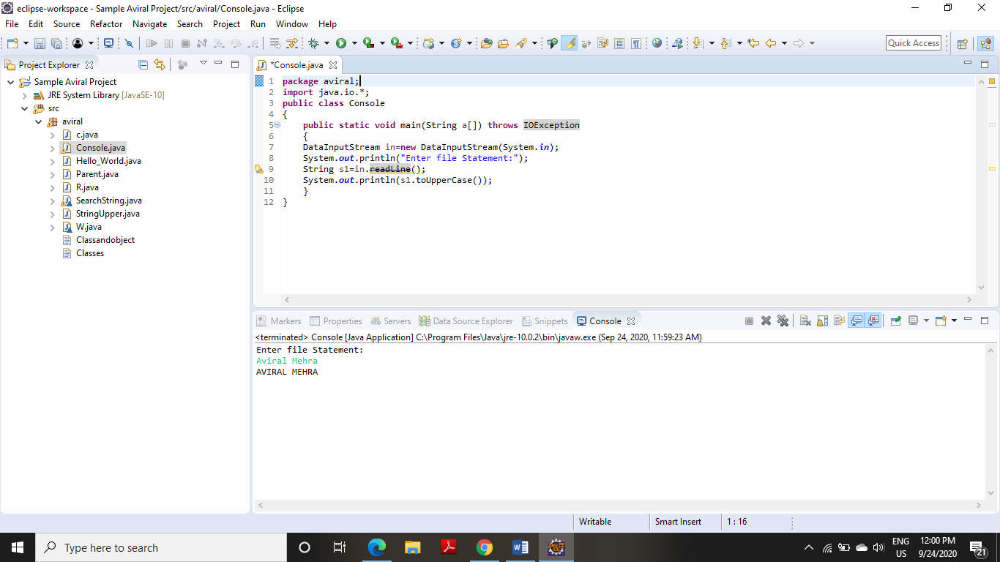 eclipse-workspace - Sample Aviral Project/src/aviral/Console.java - Eclipse
File Edit Source Refactor Navigate Search Project Run Window Help
Quick Access
Project Explorer
Sample Aviral Project
JRE System Library [JavaSE-10]
src
aviral
c.java
Console.java
Hello_World.java
Parent.java
R.java
SearchString.java
StringUpper.java
W.java
Classandobject
Classes
*Console.java
1 package aviral;
2 import java.io.*;
3 public class Console
4 {
5 public static void main(String a[]) throws IOException
6 {
7 DataInputStream in=new DataInputStream(System.in);
8 System.out.println("Enter file Statement:");
9 String s1=in.readLine();
10 System.out.println(s1.toUpperCase());
11 }
12 }
Markers Properties Servers Data Source Explorer Snippets Console
<terminated> Console [Java Application] C:\Program Files\Java\jre-10.0.2\bin\javaw.exe (Sep 24, 2020, 11:59:23 AM)
Enter file Statement:
Aviral Mehra
AVIRAL MEHRA
Writable Smart Insert 1 : 16
Type here to search
ENG
US
12:00 PM
9/24/2020
21